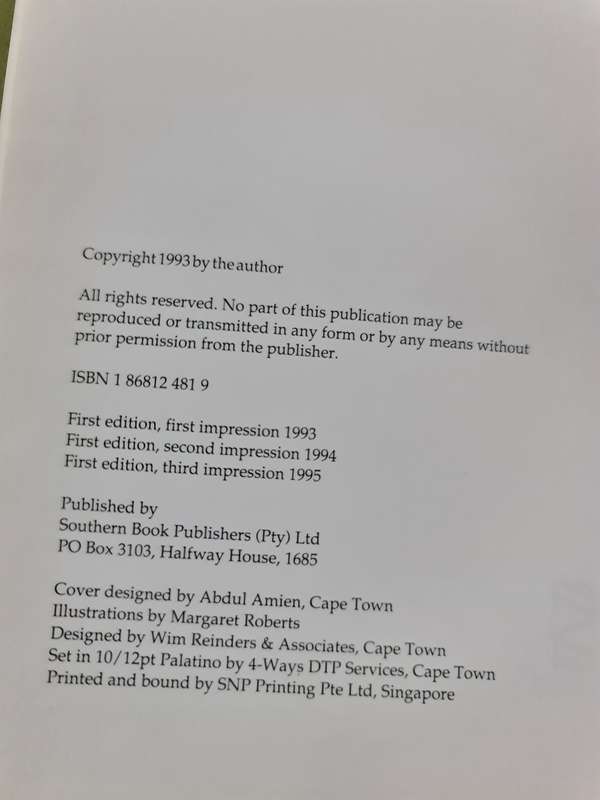 Copyright 1993 by the author
All rights reserved. No part of this publication may be
reproduced or transmitted in any form or by any means without
prior permission from the publisher.
ISBN 1 86812 481 9
First edition, first impression 1993
First edition, second impression 1994
First edition, third impression 1995
Published by
Southern Book Publishers (Pty) Ltd
PO Box 3103, Halfway House, 1685
Cover designed by Abdul Amien, Cape Town
Illustrations by Margaret Roberts
Designed by Wim Reinders & Associates, Cape Town
Set in 10/12pt Palatino by 4-Ways DTP Services, Cape Town
Printed and bound by SNP Printing Pte Ltd, Singapore